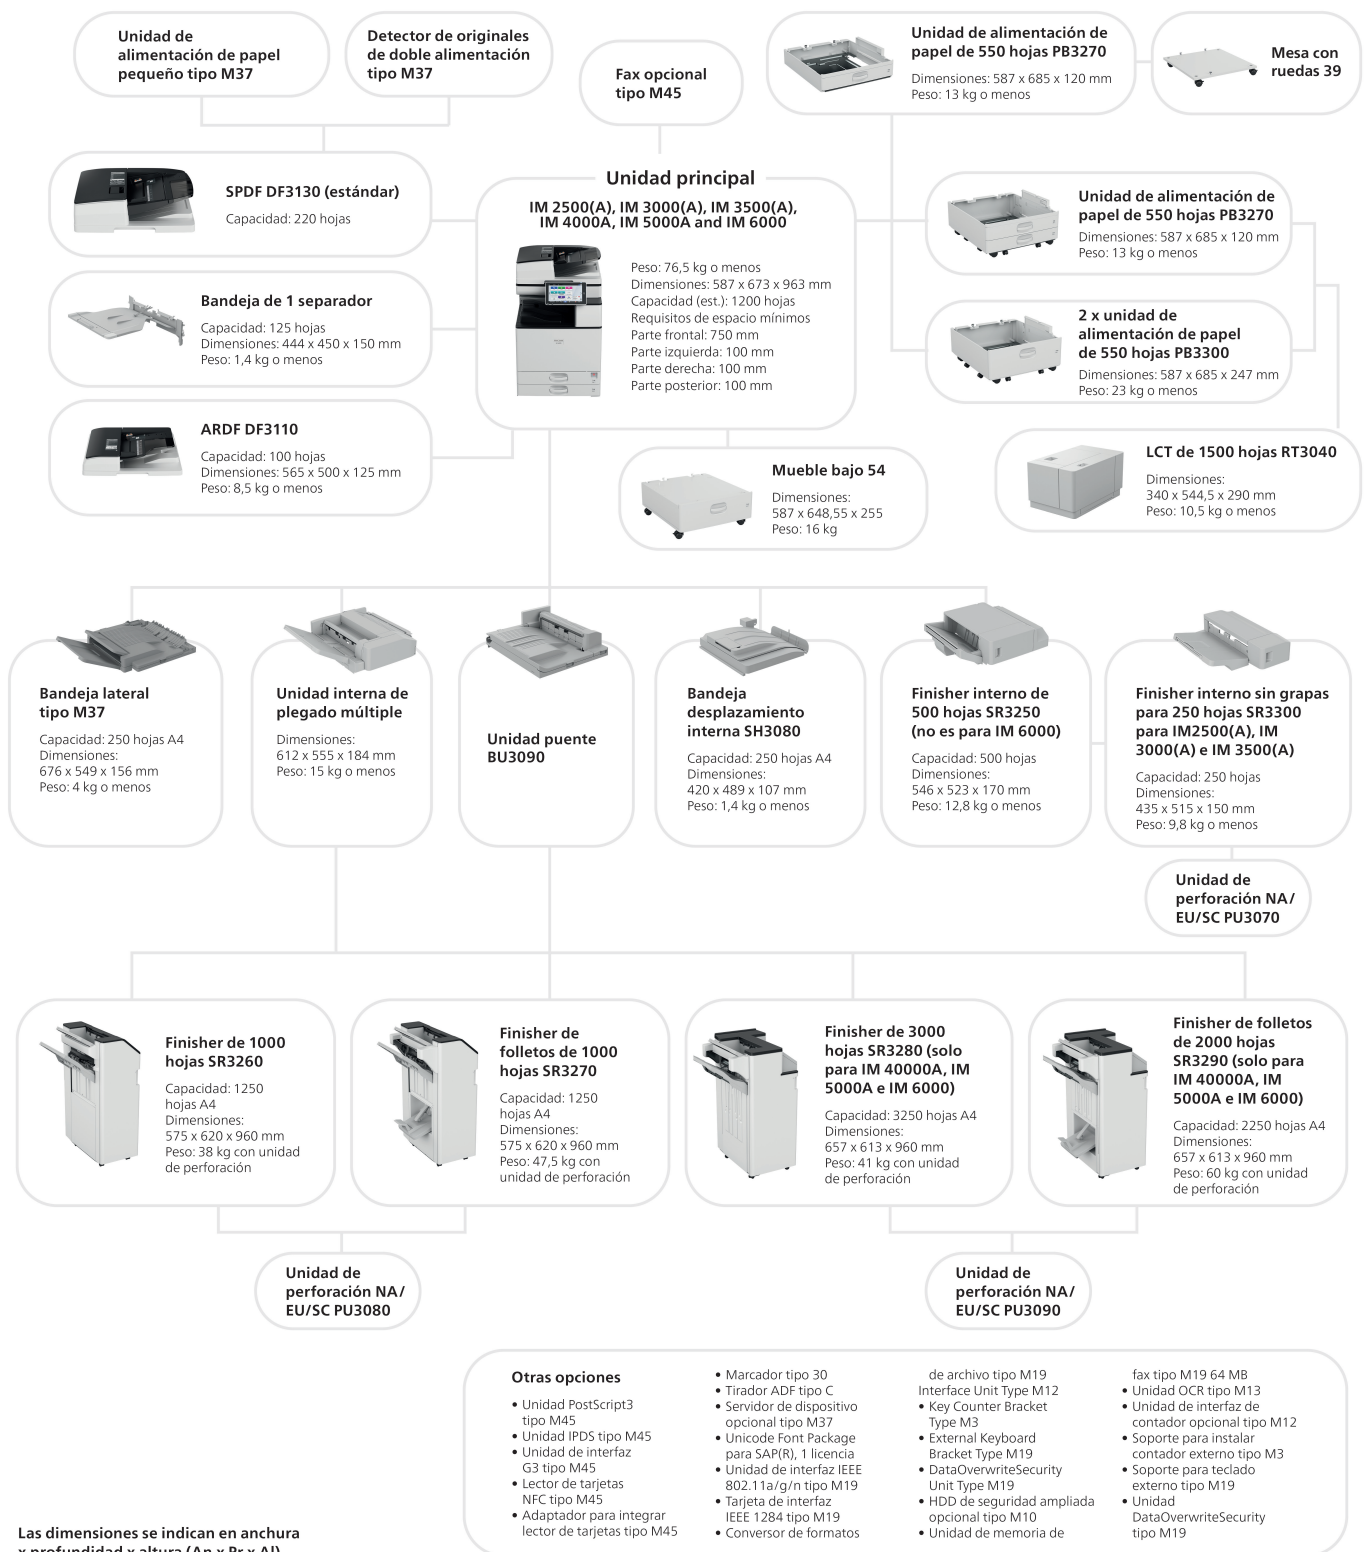 Unidad de
alimentación de papel
pequeño tipo M37
Detector de originales
de doble alimentación
tipo M37
Fax opcional
tipo M45
Unidad de alimentación de
papel de 550 hojas PB3270
Dimensiones: 587 x 685 x 120 mm
Peso: 13 kg o menos
Mesa con
ruedas 39
SPDF DF3130 (estándar)
Capacidad: 220 hojas
Unidad principal
IM 2500(A), IM 3000(A), IM 3500(A),
IM 4000A, IM 5000A and IM 6000
Peso: 76,5 kg o menos
Dimensiones: 587 x 673 x 963 mm
Capacidad (est.): 1200 hojas
Requisitos de espacio mínimos
Parte frontal: 750 mm
Parte izquierda: 100 mm
Parte derecha: 100 mm
Parte posterior: 100 mm
Unidad de alimentación de
papel de 550 hojas PB3270
Dimensiones: 587 x 685 x 120 mm
Peso: 13 kg o menos
Bandeja de 1 separador
Capacidad: 125 hojas
Dimensiones: 444 x 450 x 150 mm
Peso: 1,4 kg o menos
2 x unidad de
alimentación de papel
de 550 hojas PB3300
Dimensiones: 587 x 685 x 247 mm
Peso: 23 kg o menos
ARDF DF3110
Capacidad: 100 hojas
Dimensiones: 565 x 500 x 125 mm
Peso: 8,5 kg o menos
Mueble bajo 54
Dimensiones:
587 x 648,55 x 255
Peso: 16 kg
LCT de 1500 hojas RT3040
Dimensiones:
340 x 544,5 x 290 mm
Peso: 10,5 kg o menos
Bandeja lateral
tipo M37
Capacidad: 250 hojas A4
Dimensiones:
676 x 549 x 156 mm
Peso: 4 kg o menos
Unidad interna de
plegado múltiple
Dimensiones:
612 x 555 x 184 mm
Peso: 15 kg o menos
Unidad puente
BU3090
Bandeja
desplazamiento
interna SH3080
Capacidad: 250 hojas A4
Dimensiones:
420 x 489 x 107 mm
Peso: 1,4 kg o menos
Finisher interno de
500 hojas SR3250
(no es para IM 6000)
Capacidad: 500 hojas
Dimensiones:
546 x 523 x 170 mm
Peso: 12,8 kg o menos
Finisher interno sin grapas
para 250 hojas SR3300
para IM2500(A), IM
3000(A) e IM 3500(A)
Capacidad: 250 hojas
Dimensiones:
435 x 515 x 150 mm
Peso: 9,8 kg o menos
Unidad de
perforación NA/
EU/SC PU3070
Finisher de 1000
hojas SR3260
Capacidad: 1250
hojas A4
Dimensiones:
575 x 620 x 960 mm
Peso: 38 kg con unidad
de perforación
Finisher de
folletos de 1000
hojas SR3270
Capacidad: 1250
hojas A4
Dimensiones:
575 x 620 x 960 mm
Peso: 47,5 kg con
unidad de perforación
Finisher de 3000
hojas SR3280 (solo
para IM 40000A, IM
5000A e IM 6000)
Capacidad: 3250 hojas A4
Dimensiones:
657 x 613 x 960 mm
Peso: 41 kg con unidad
de perforación
Finisher de folletos
de 2000 hojas
SR3290 (solo para
IM 40000A, IM
5000A e IM 6000)
Capacidad: 2250 hojas A4
Dimensiones:
657 x 613 x 960 mm
Peso: 60 kg con unidad
de perforación
Unidad de
perforación NA/
EU/SC PU3080
Unidad de
perforación NA/
EU/SC PU3090
Otras opciones
• Unidad PostScript3
tipo M45
• Unidad IPDS tipo M45
• Unidad de interfaz
G3 tipo M45
• Lector de tarjetas
NFC tipo M45
• Adaptador para integrar
lector de tarjetas tipo M45
• Marcador tipo 30
• Tirador ADF tipo C
• Servidor de dispositivo
opcional tipo M37
• Unicode Font Package
para SAP(R), 1 licencia
• Unidad de interfaz IEEE
802.11a/g/n tipo M19
• Tarjeta de interfaz
IEEE 1284 tipo M19
• Conversor de formatos
de archivo tipo M19
Interface Unit Type M12
• Key Counter Bracket
Type M3
• External Keyboard
Bracket Type M19
• DataOverwriteSecurity
Unit Type M19
• HDD de seguridad ampliada
opcional tipo M10
• Unidad de memoria de
fax tipo M19 64 MB
• Unidad OCR tipo M13
• Unidad de interfaz de
contador opcional tipo M12
• Soporte para instalar
contador externo tipo M3
• Soporte para teclado
externo tipo M19
• Unidad
DataOverwriteSecurity
tipo M19
Las dimensiones se indican en anchura
x profundidad x altura (An x Pr x Al)